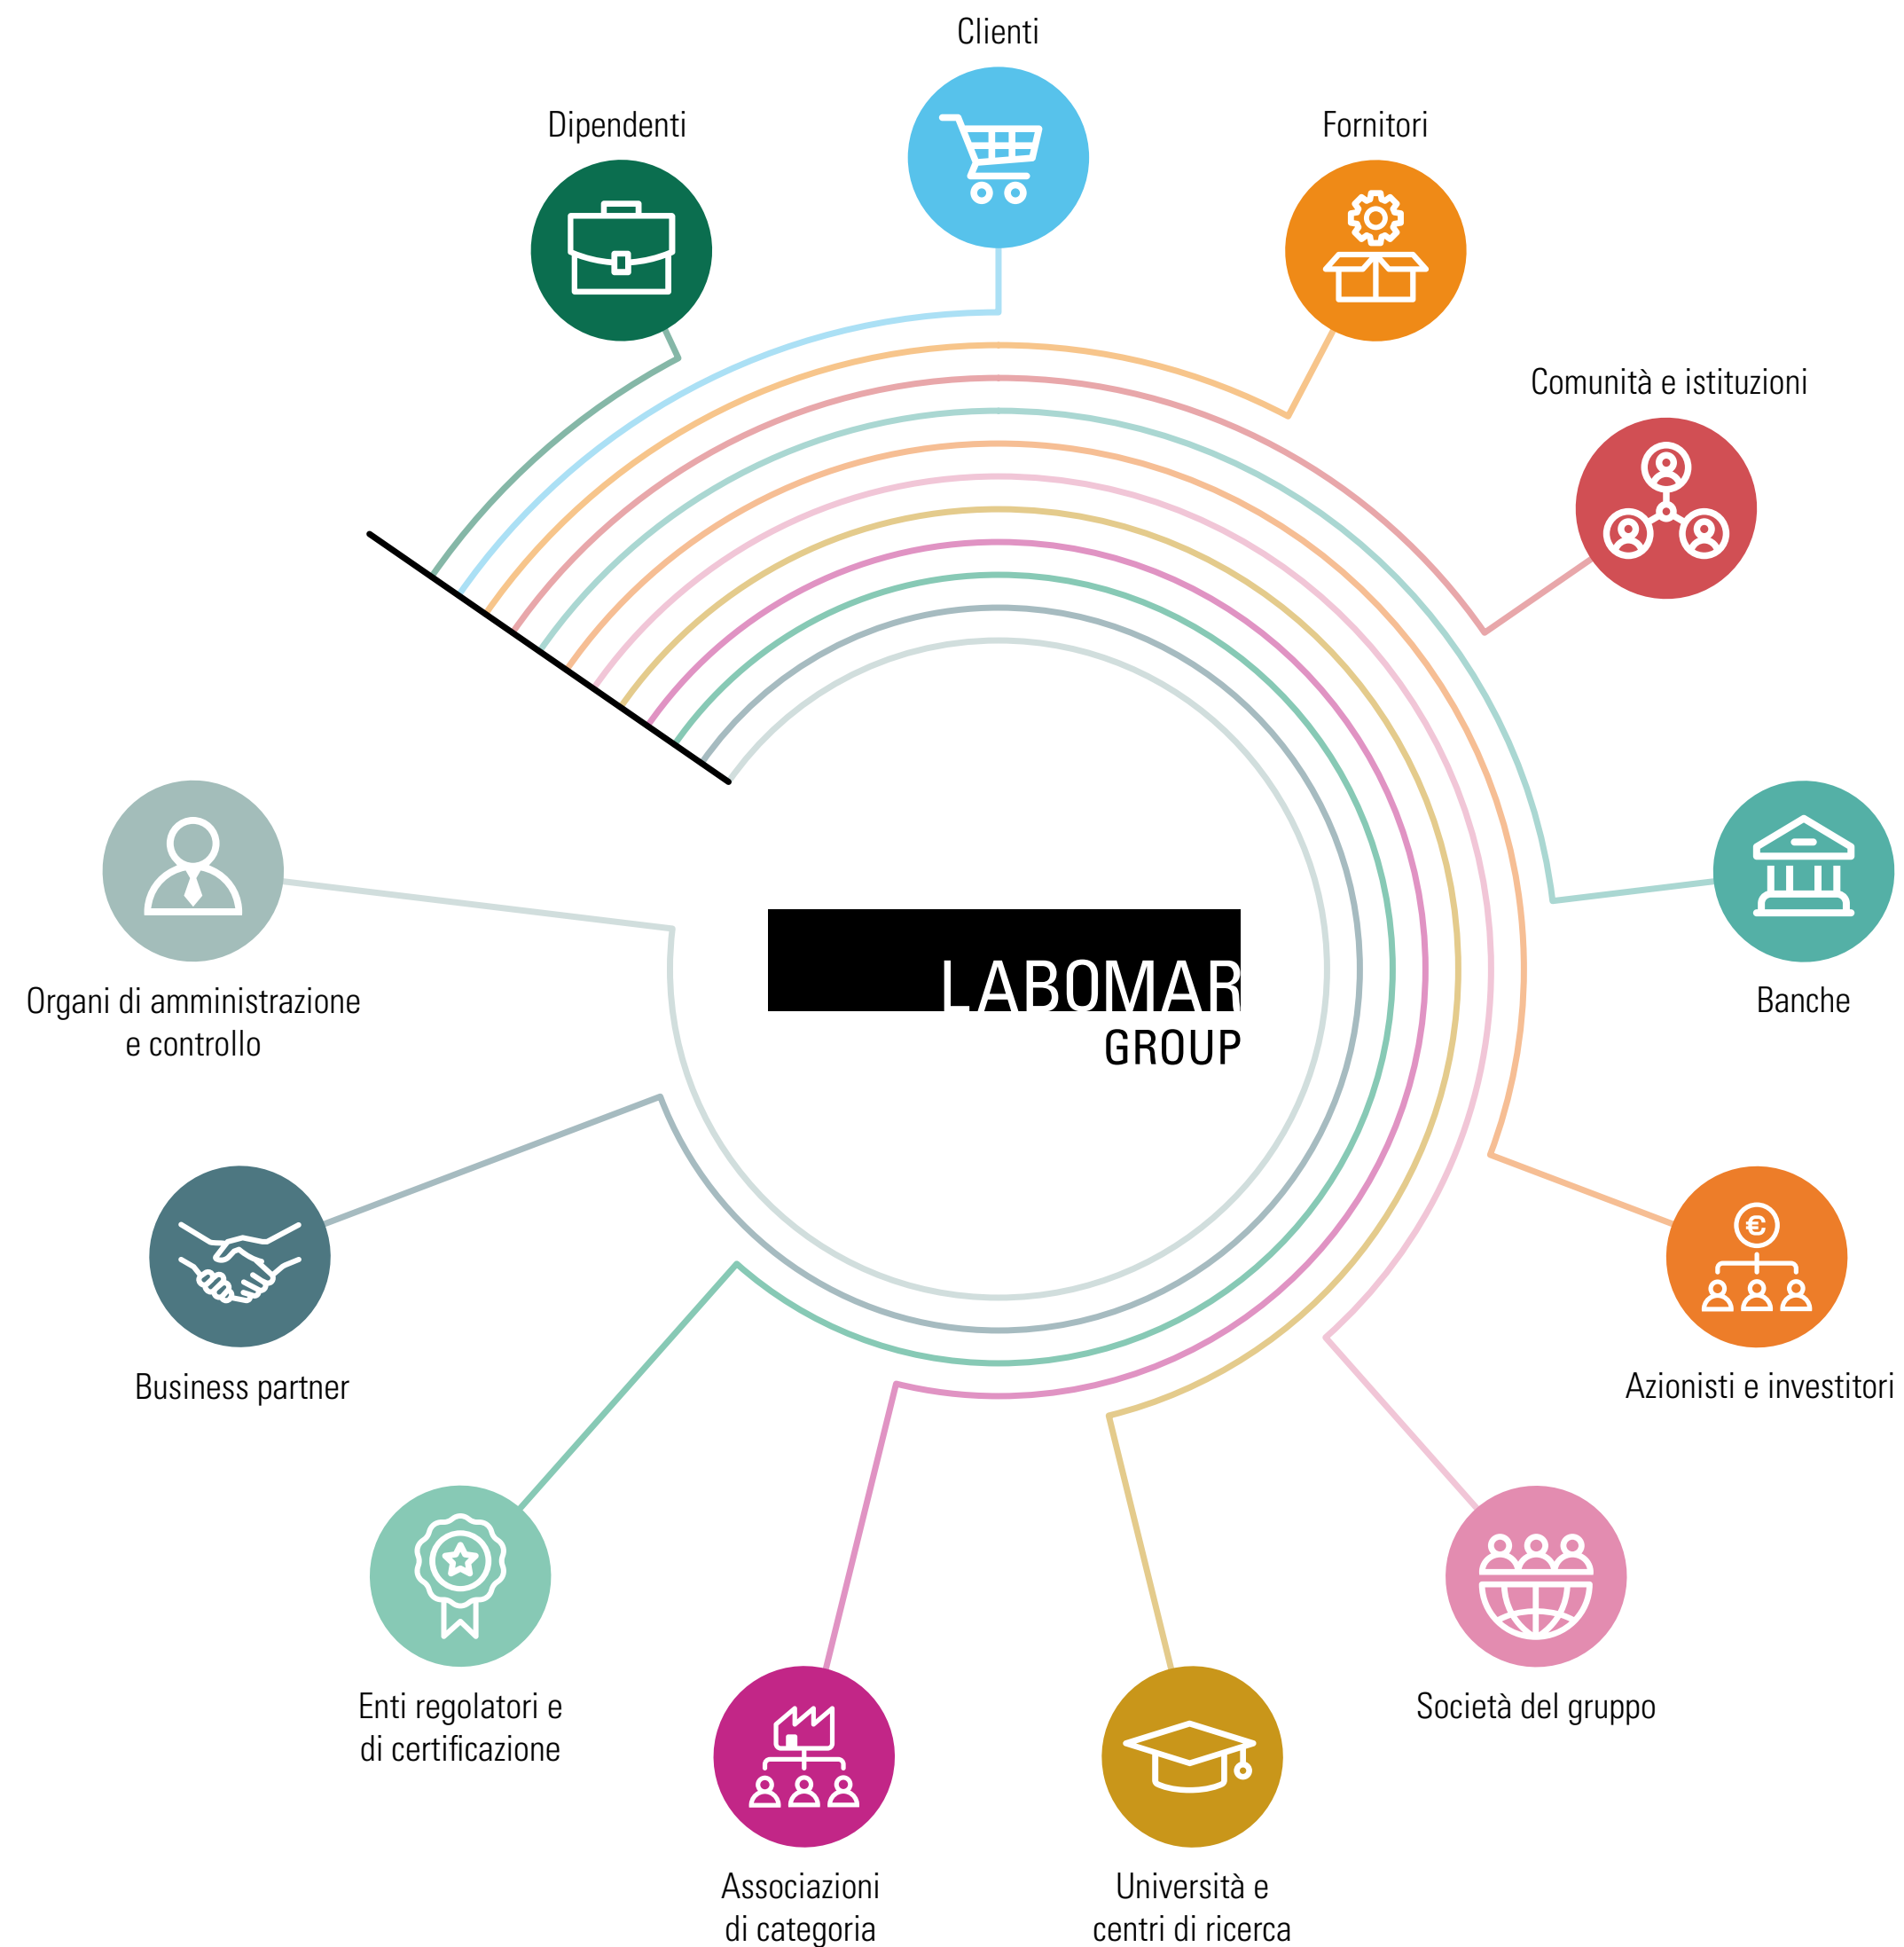 Clienti
Dipendenti
Fornitori
Comunità e istituzioni
Banche
Azionisti e investitori
Società del gruppo
Università e
centri di ricerca
Associazioni
di categoria
Enti regolatori e
di certificazione
Business partner
Organi di amministrazione
e controllo
LABOMAR
GROUP
€